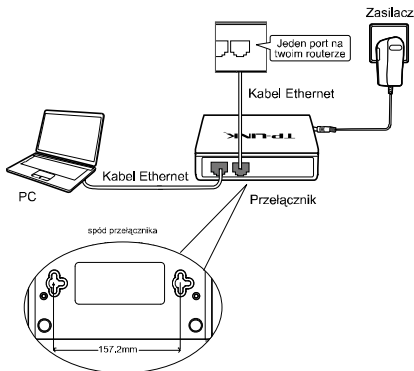 Zasilacz
Jeden port na
twoim routerze
Kabel Ethernet
TP-LINK
Kabel Ethernet
PC
Przełącznik
spód przełącznika
157,2mm